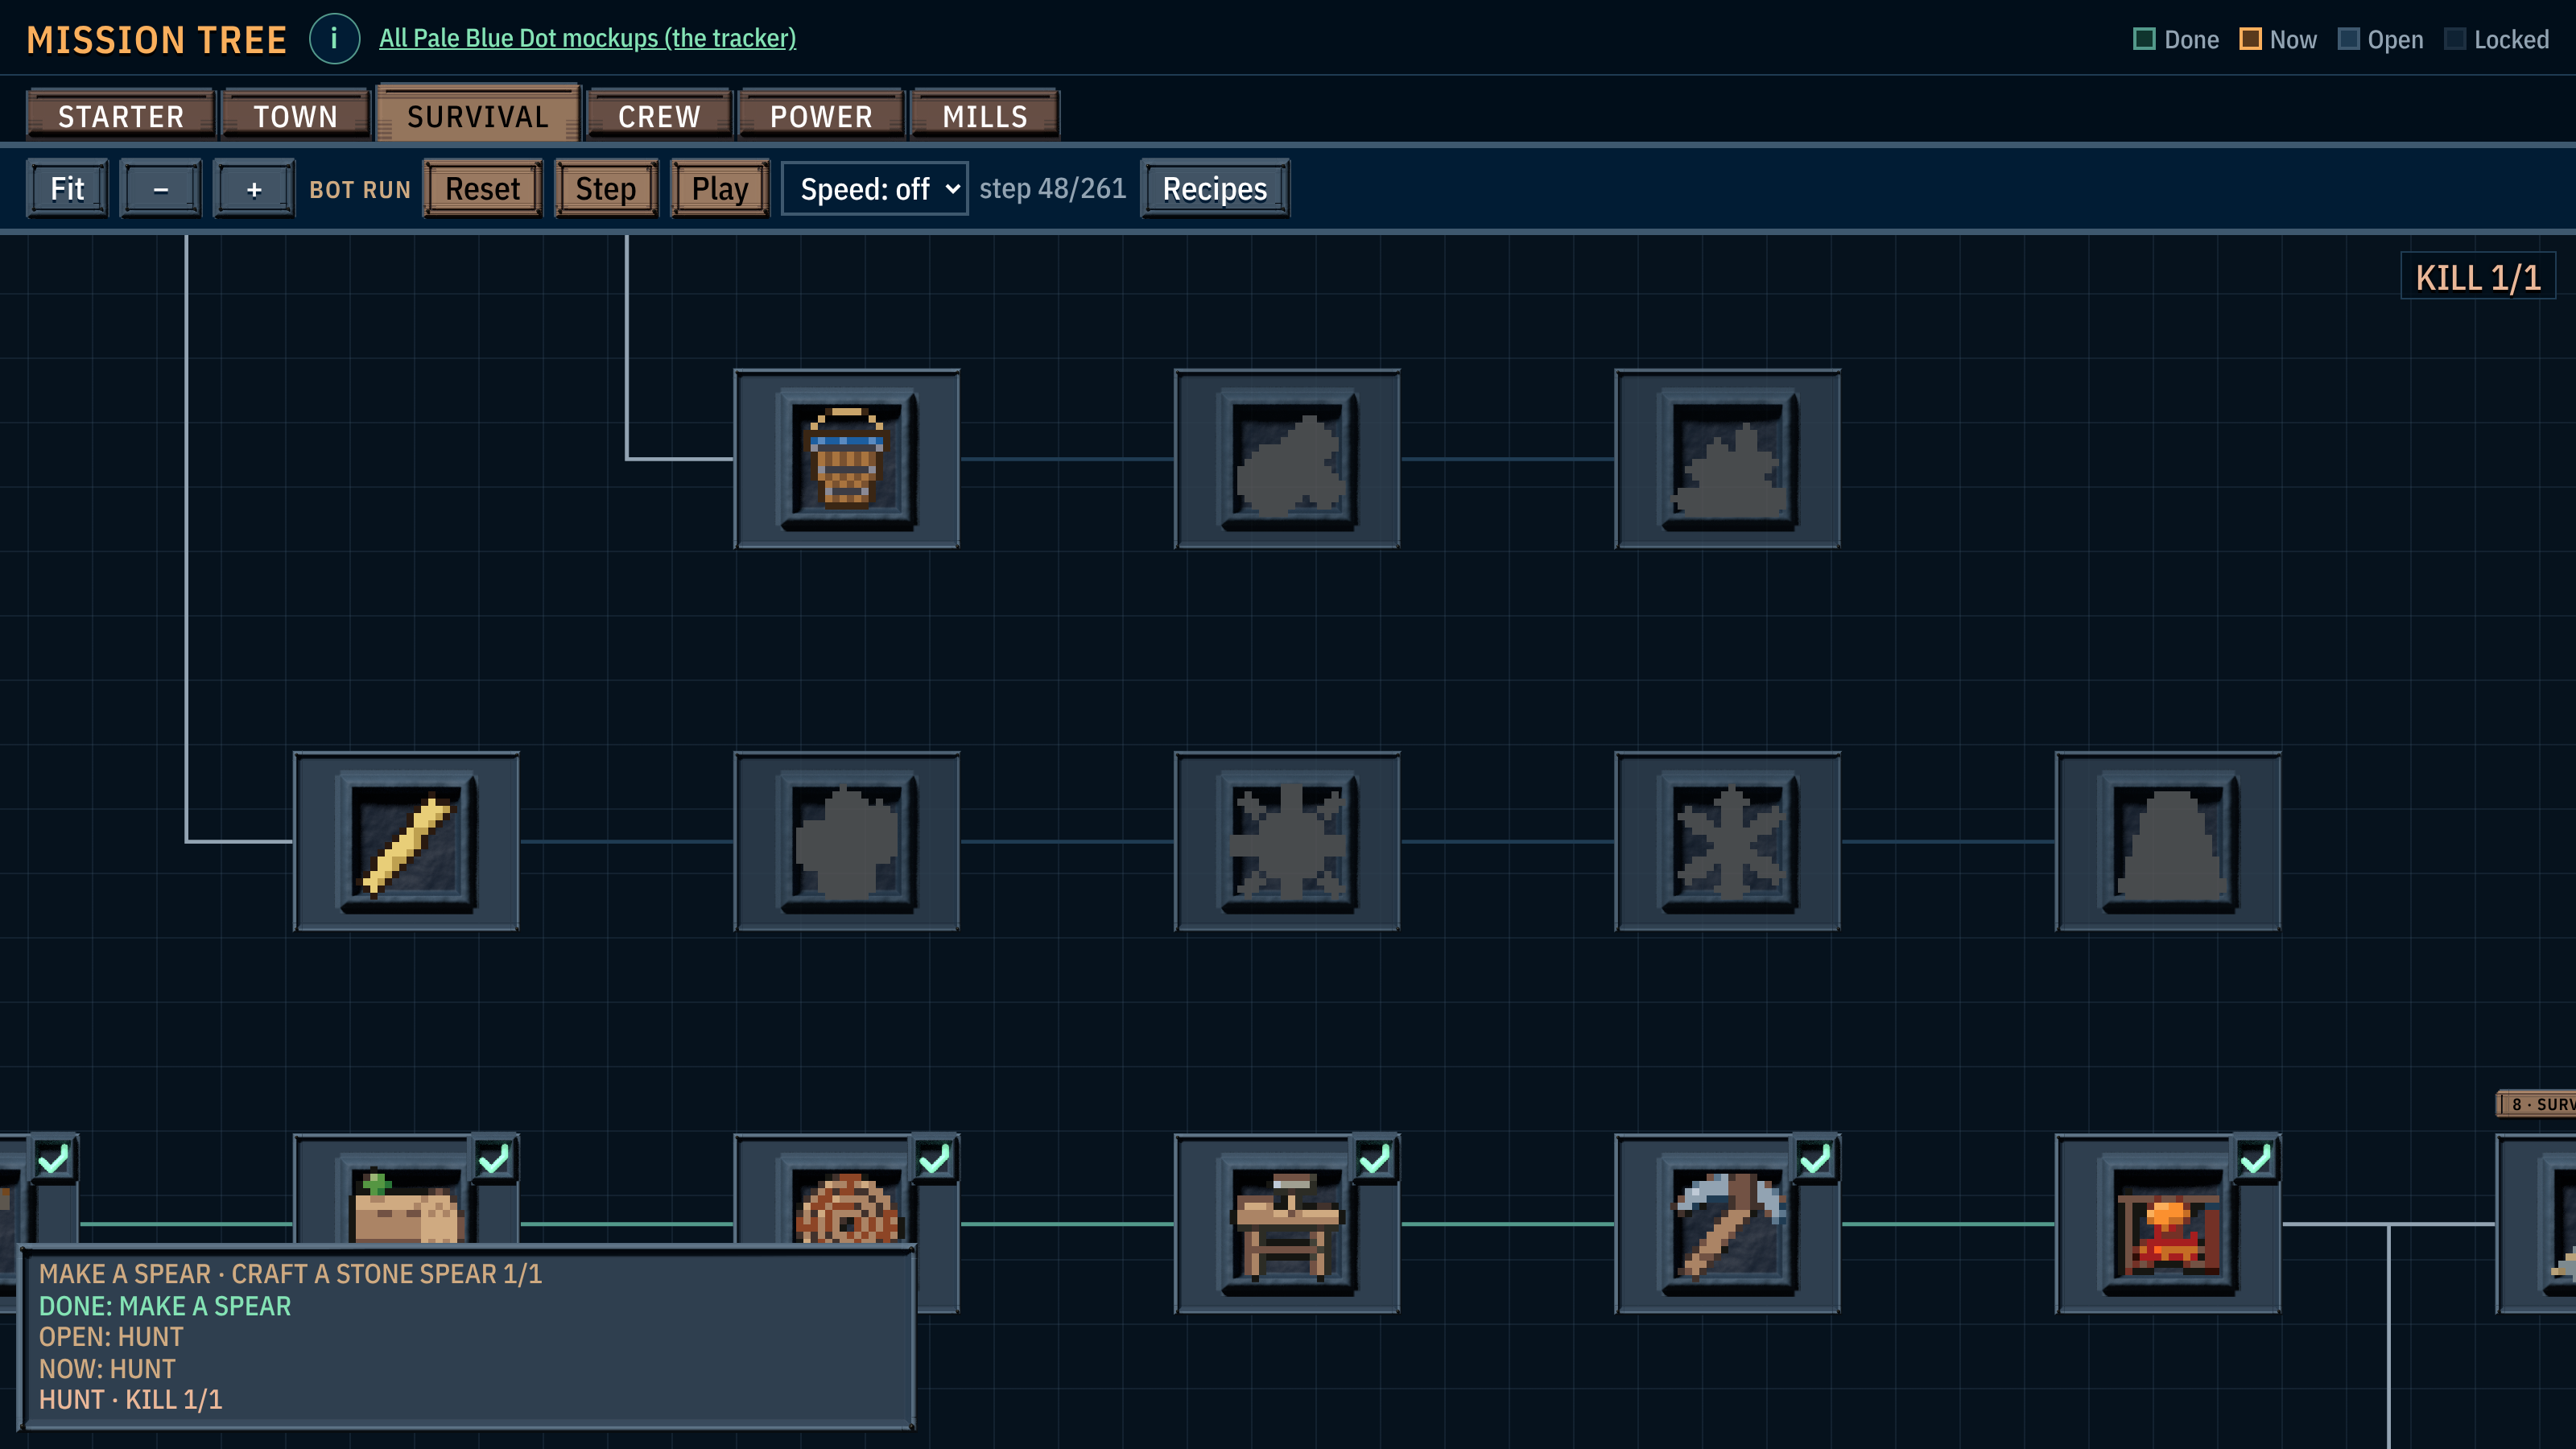 MISSION TREE
i
All Pale Blue Dot mockups (the tracker)
Done
Now
Open
Locked
STARTER
TOWN
SURVIVAL
CREW
POWER
MILLS
Fit
−
+
BOT RUN
Reset
Step
Play
Speed: off
step 48/261
Recipes
KILL 1/1
8 · SURV
MAKE A SPEAR · CRAFT A STONE SPEAR 1/1
DONE: MAKE A SPEAR
OPEN: HUNT
NOW: HUNT
HUNT · KILL 1/1